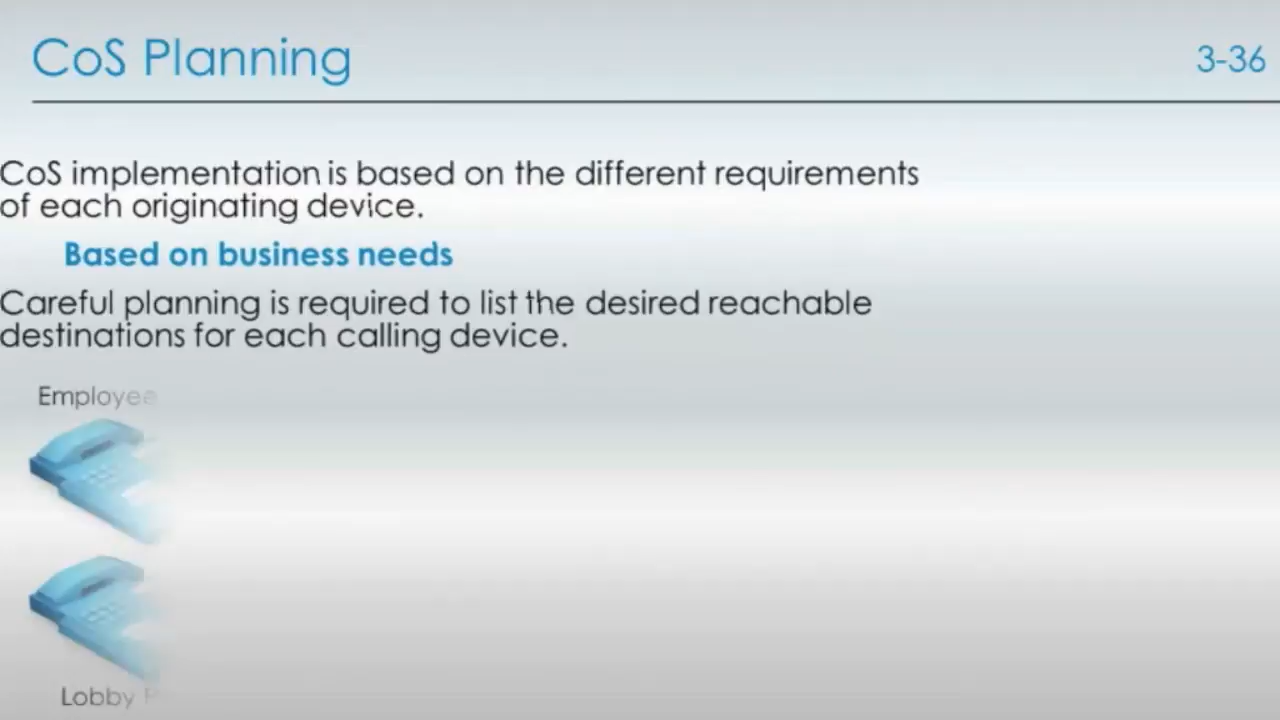 CoS Planning
3-36
CoS implementation is based on the different requirements
of each originating device.
Based on business needs
Careful planning is required to list the desired reachable
destinations for each calling device.
Employee
Lobby